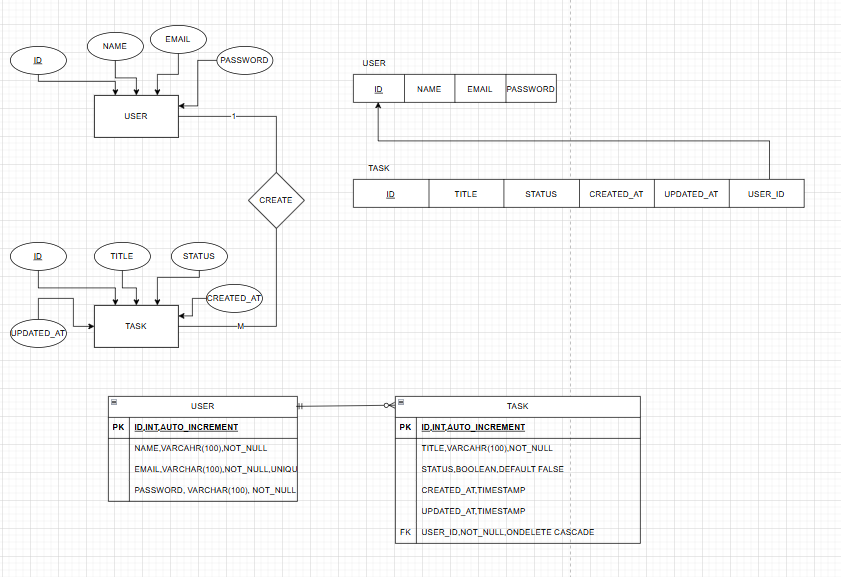 EMAIL
NAME
ID
PASSWORD
USER
1
CREATE
ID
TITLE
STATUS
CREATED_AT
UPDATED_AT
TASK
M
USER
ID NAME EMAIL PASSWORD
TASK
ID TITLE STATUS CREATED_AT UPDATED_AT USER_ID
USER
PK ID,INT,AUTO_INCREMENT
NAME,VARCAHR(100),NOT_NULL
EMAIL,VARCHAR(100),NOT_NULL,UNIQU
PASSWORD, VARCHAR(100), NOT_NULL
TASK
PK ID,INT,AUTO_INCREMENT
TITLE,VARCAHR(100),NOT_NULL
STATUS,BOOLEAN,DEFAULT FALSE
CREATED_AT,TIMESTAMP
UPDATED_AT,TIMESTAMP
FK USER_ID,NOT_NULL,ONDELETE CASCADE